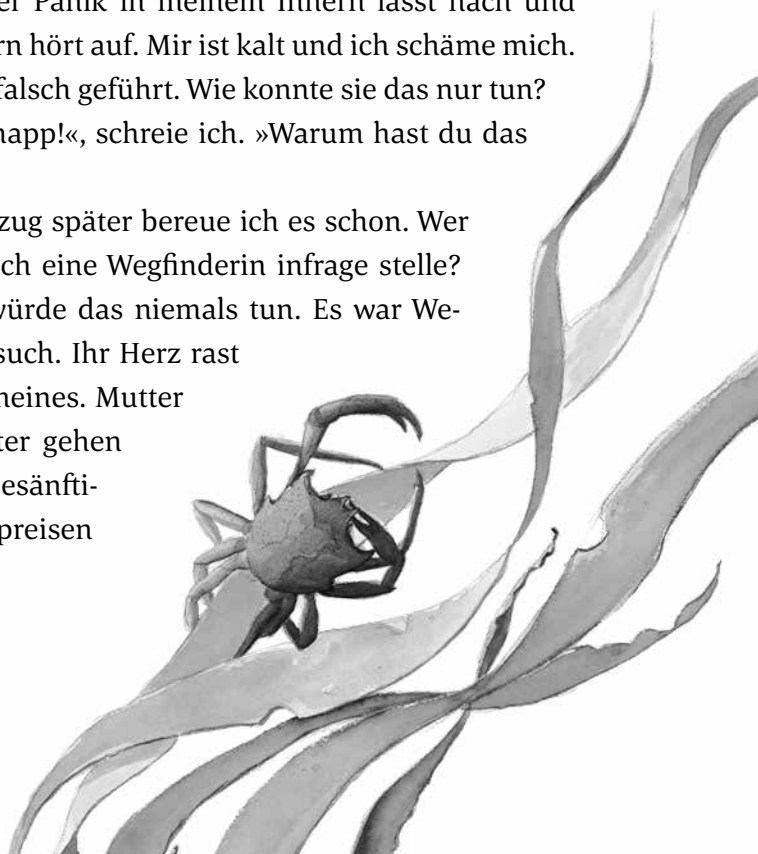 er Panik in meinem Innern lässt nach und
rn hört auf. Mir ist kalt und ich schäme mich.
falsch geführt. Wie konnte sie das nur tun?
napp!«, schreie ich. »Warum hast du das
zug später bereue ich es schon. Wer
ch eine Wegfinderin infrage stelle?
würde das niemals tun. Es war We-
such. Ihr Herz rast
neines. Mutter
ter gehen
esänfti-
preisen